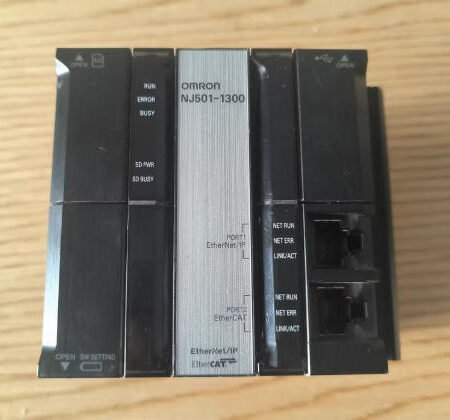 OPEN
SD
RUN
ERROR
BUSY
SD PWR
SD BUSY
OMRON
NJ501-1300
OPEN
PORT1
EtherNet/IP
NET RUN
NET ERR
LINK/ACT
PORT2
EtherCAT
NET RUN
NET ERR
LINK/ACT
OPEN SW SETTING
EtherNet/IP
EtherCAT